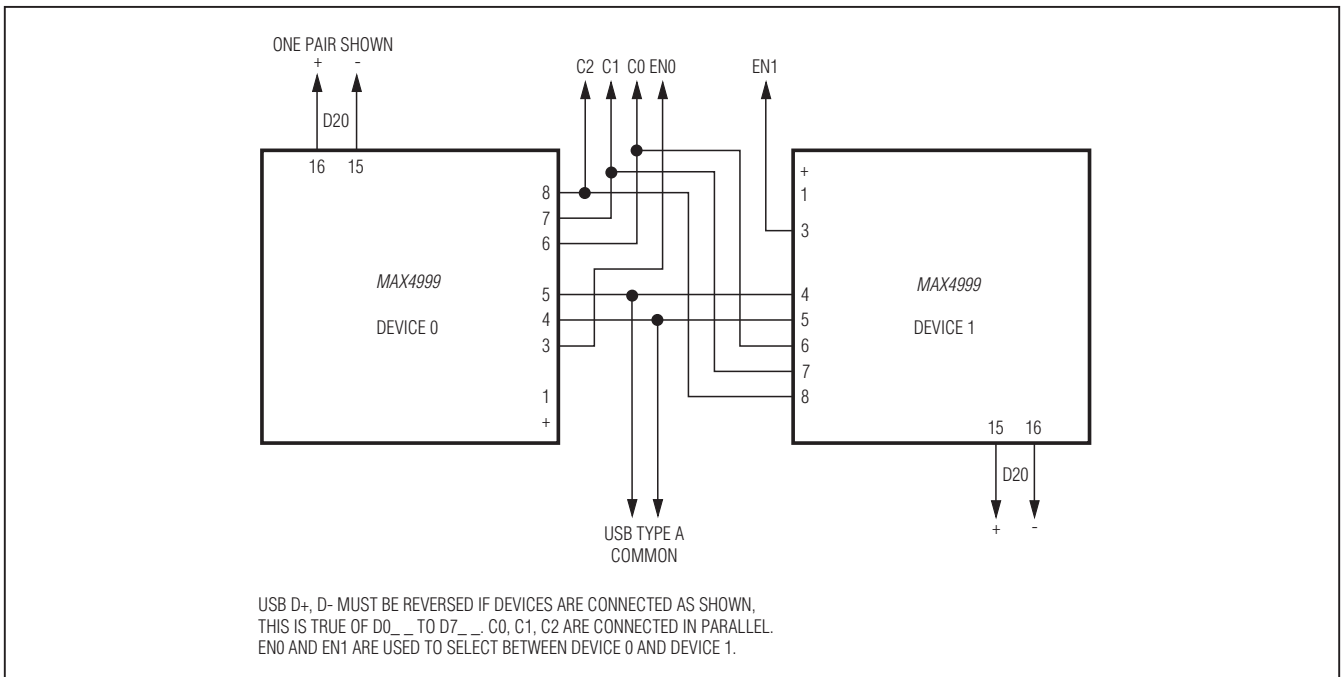 ONE PAIR SHOWN
+ -
D20
16 15
C2 C1 C0 EN0 EN1
8
7
6
5
4
3
1
+
MAX4999
DEVICE 0
+
1
3
4
5
6
7
8
MAX4999
DEVICE 1
15 16
D20
+ -
USB TYPE A
COMMON
USB D+, D- MUST BE REVERSED IF DEVICES ARE CONNECTED AS SHOWN,
THIS IS TRUE OF D0_ _ TO D7_ _. C0, C1, C2 ARE CONNECTED IN PARALLEL.
EN0 AND EN1 ARE USED TO SELECT BETWEEN DEVICE 0 AND DEVICE 1.